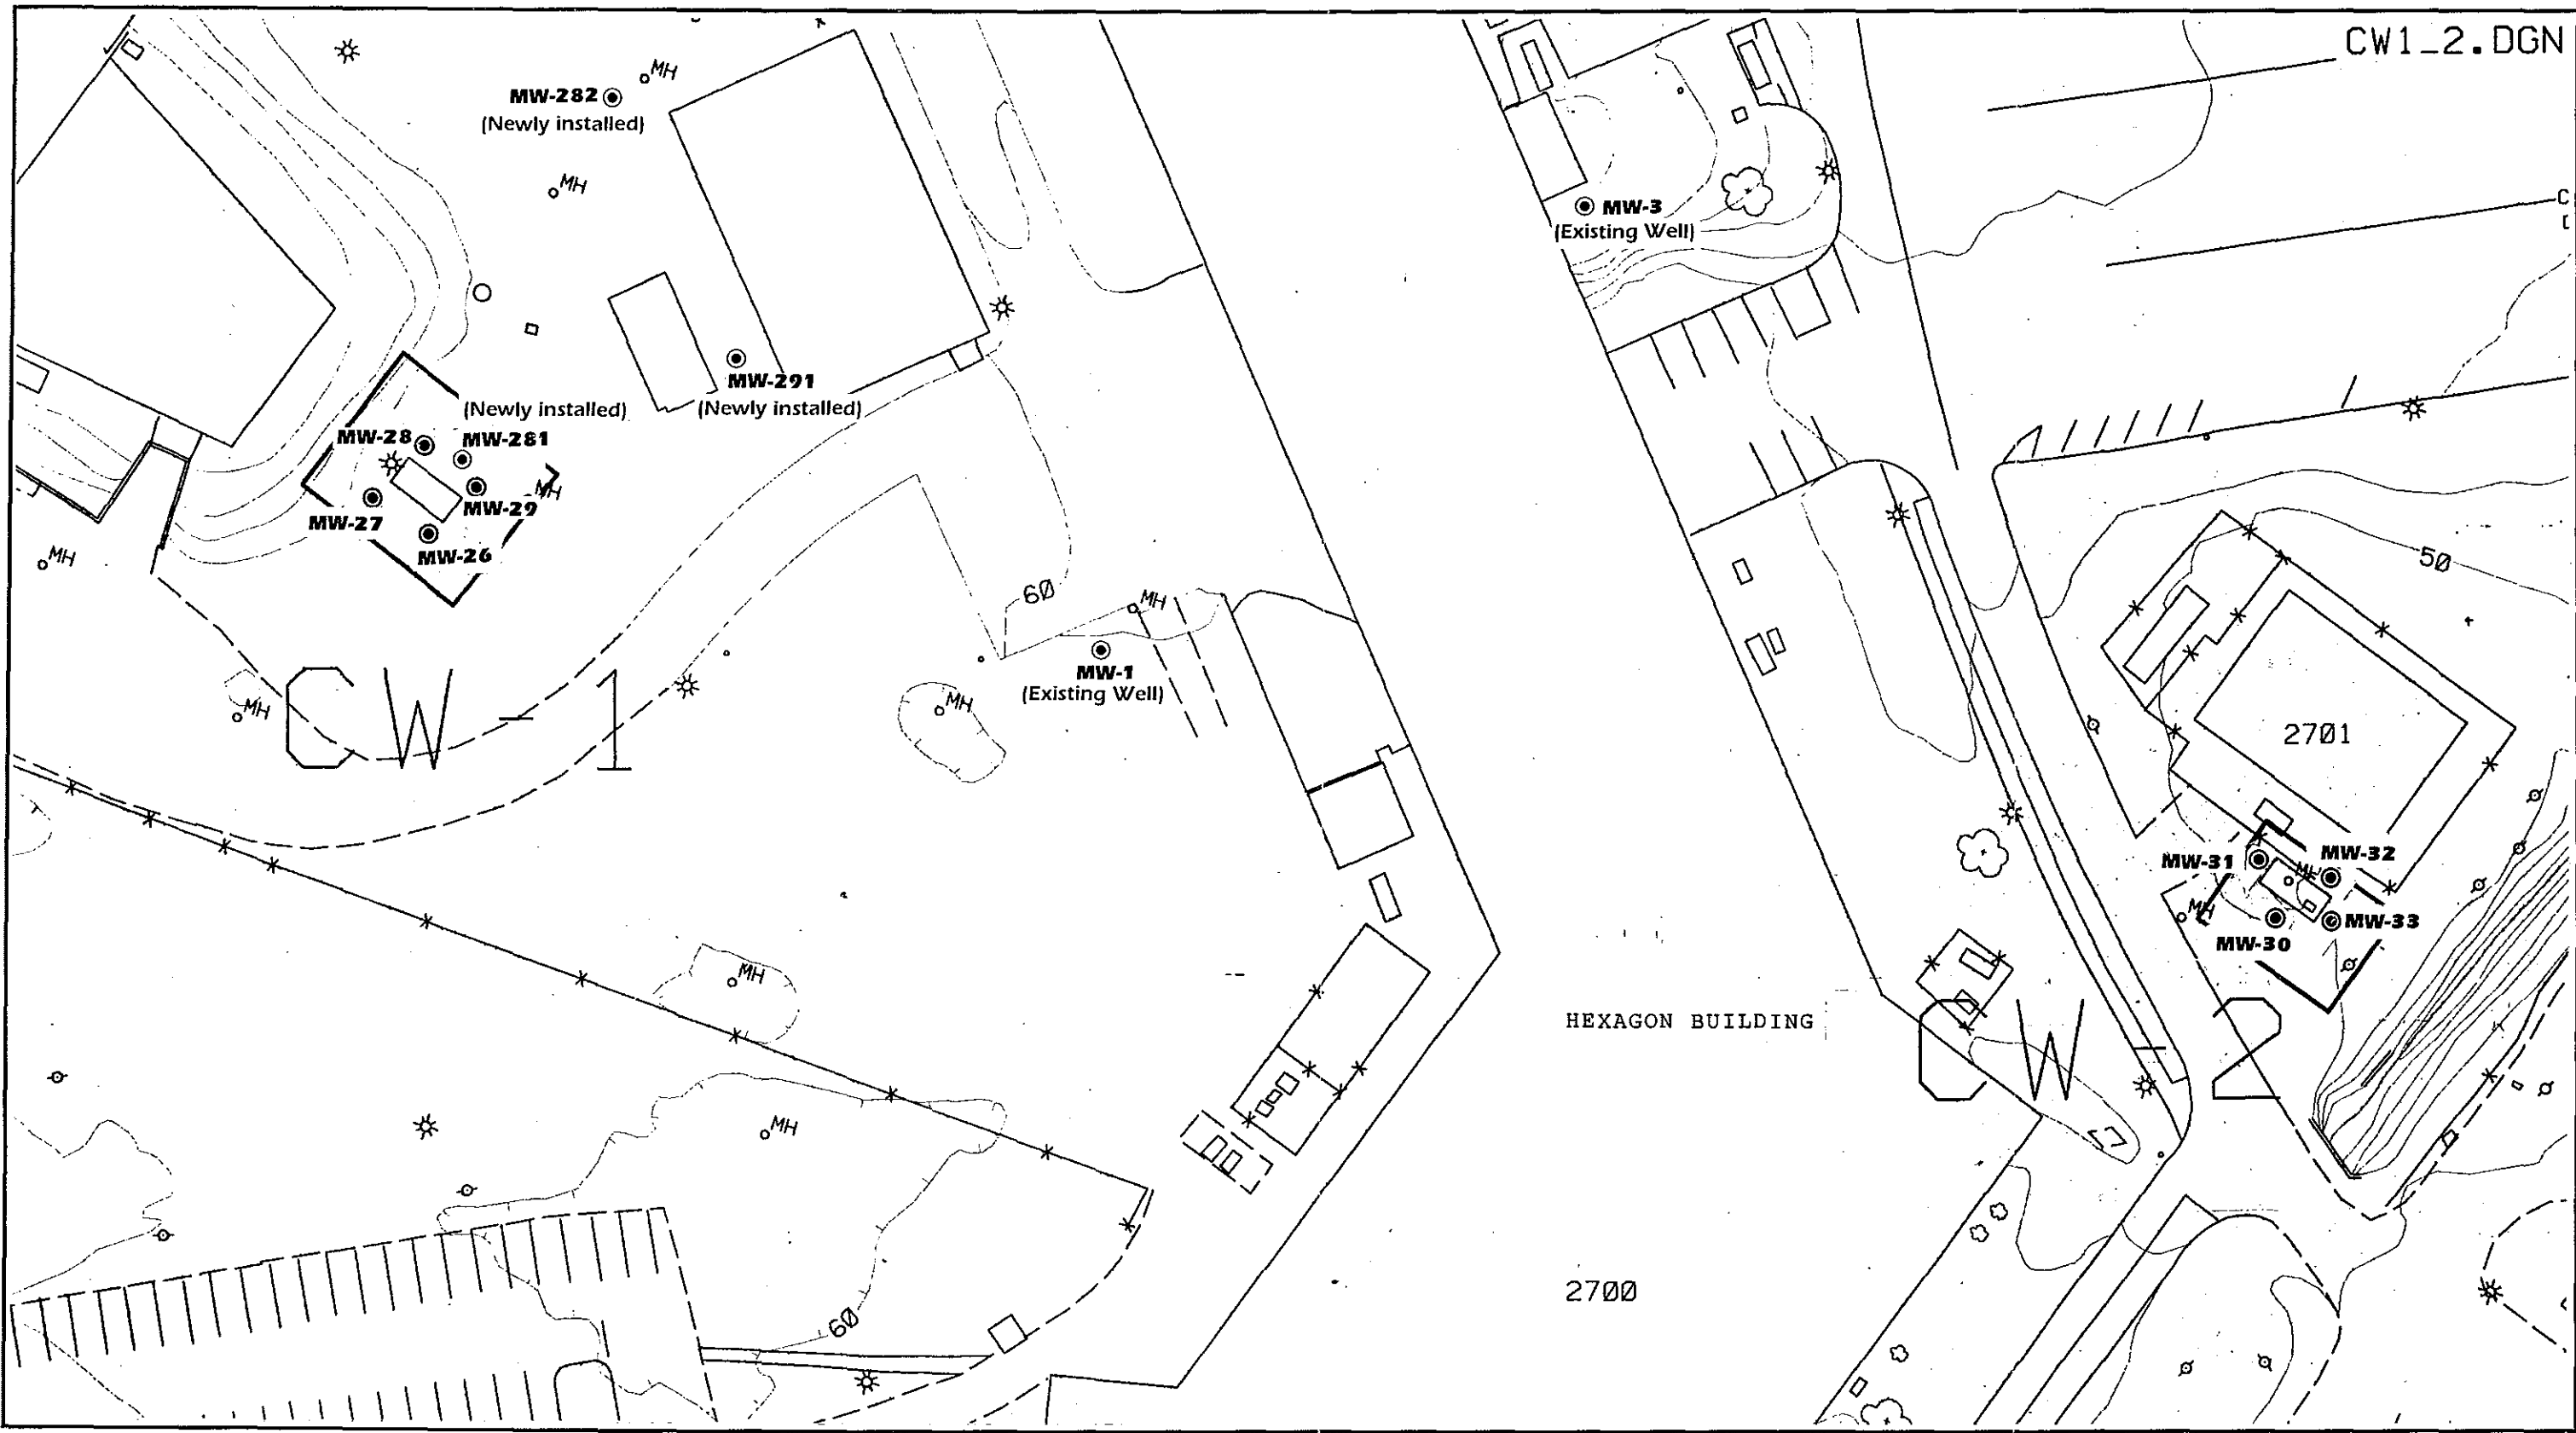 CW1_2.DGN
MH
MW-282
(Newly installed)
MH
MW-3
(Existing Well)
MW-291
(Newly installed)
(Newly installed)
MW-28
MW-281
MH
MW-29
MW-27
MW-26
MH
50
60
MH
MW-1
(Existing Well)
MH
MH
CW-1
2701
MW-31
MW-32
MH
MH
MW-33
MW-30
MH
HEXAGON BUILDING
CW-2
MH
2700
60